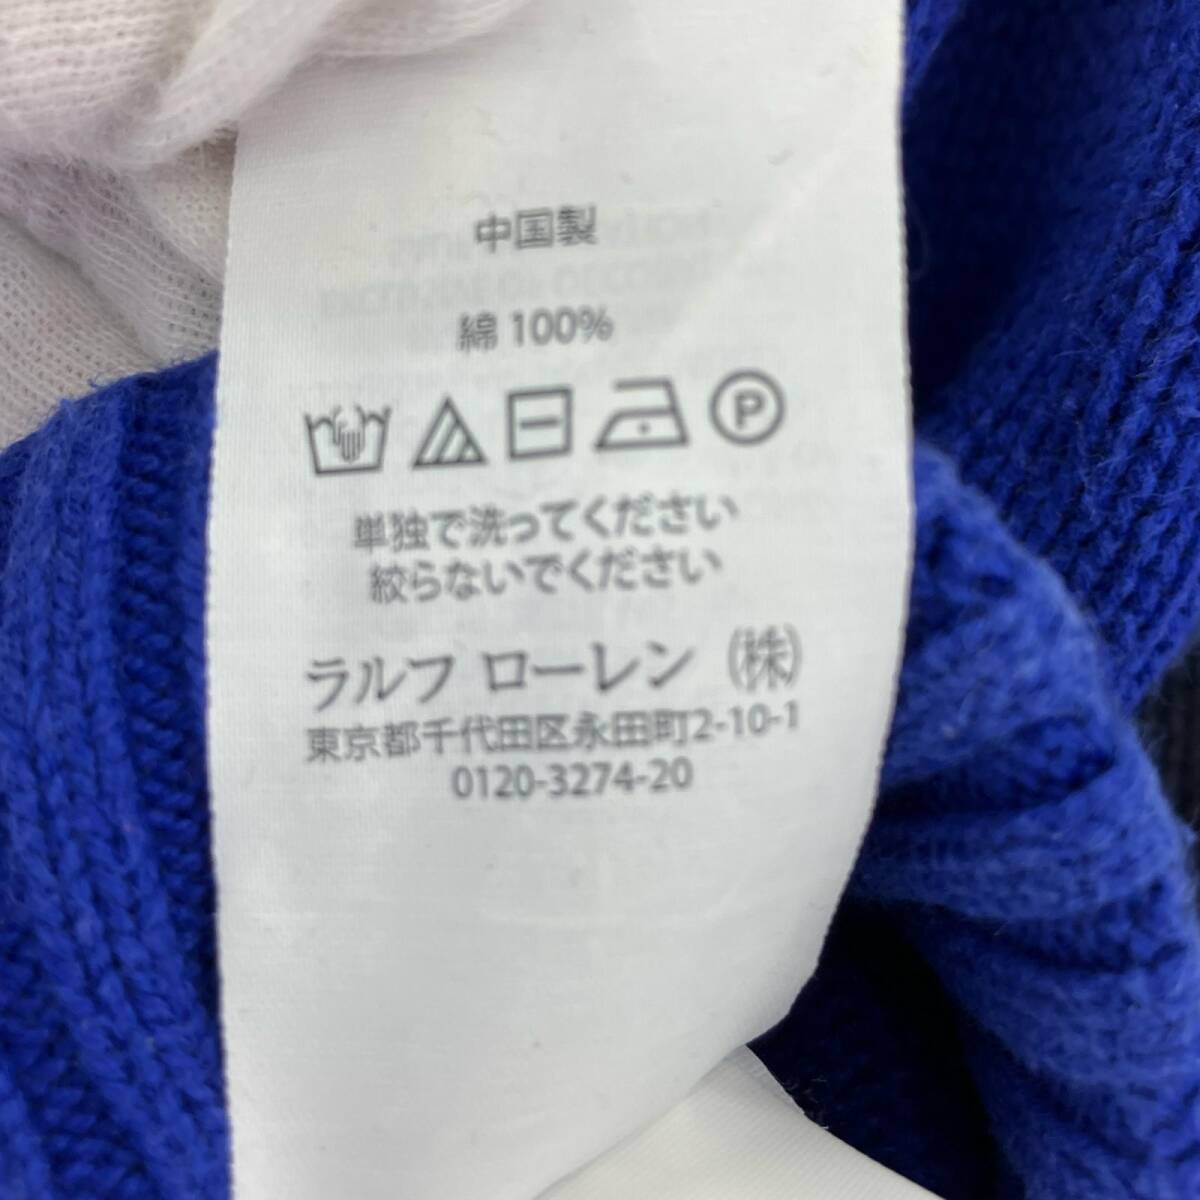 中国製
綿 100%
P
単独で洗ってください
絞らないでください
ラルフ ローレン (株)
東京都千代田区永田町2-10-1
0120-3274-20